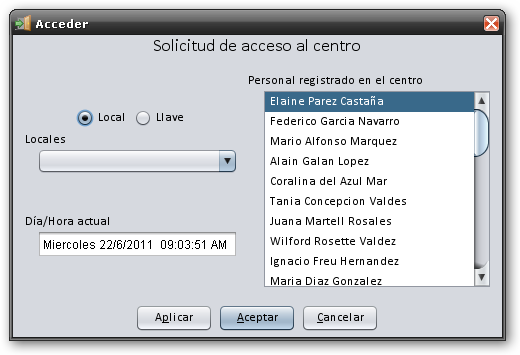 Acceder
Solicitud de acceso al centro
Personal registrado en el centro
Local
Llave
Locales
Día/Hora actual
Miercoles 22/6/2011 09:03:51 AM
Elaine Parez Castaña
Federico Garcia Navarro
Mario Alfonso Marquez
Alain Galan Lopez
Coralina del Azul Mar
Tania Concepcion Valdes
Juana Martell Rosales
Wilford Rosette Valdez
Ignacio Freu Hernandez
Maria Diaz Gonzalez
Aplicar
Aceptar
Cancelar